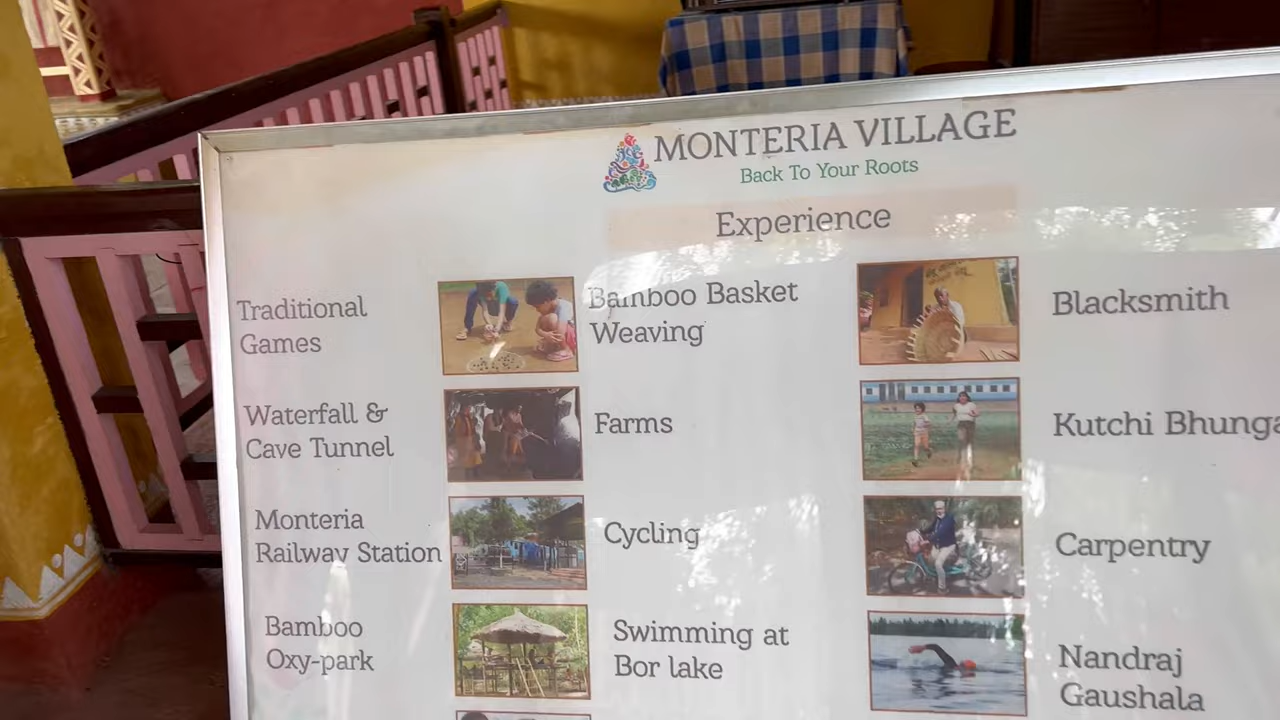 MONTERIA VILLAGE
Back To Your Roots
Experience
Traditional
Games
Waterfall &
Cave Tunnel
Monteria
Railway Station
Bamboo
Oxy-park
Bamboo Basket
Weaving
Farms
Cycling
Swimming at
Bor lake
Blacksmith
Kutchi Bhunga
Carpentry
Nandraj
Gaushala